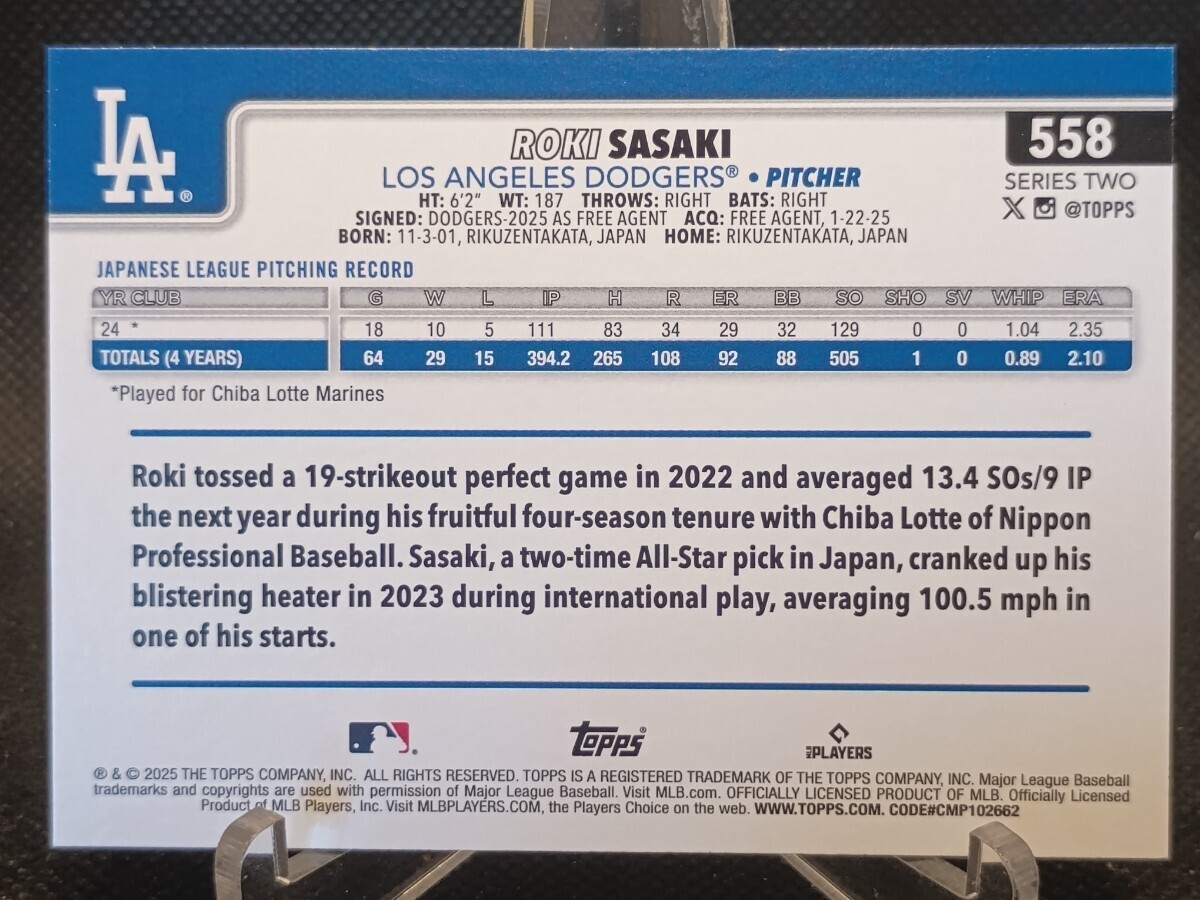 LA®
558
ROKI SASAKI
LOS ANGELES DODGERS® • PITCHER
SERIES TWO
@TOPPS
HT: 6'2" WT: 187 THROWS: RIGHT BATS: RIGHT
SIGNED: DODGERS-2025 AS FREE AGENT ACQ: FREE AGENT, 1-22-25
BORN: 11-3-01, RIKUZENTAKATA, JAPAN HOME: RIKUZENTAKATA, JAPAN
JAPANESE LEAGUE PITCHING RECORD
YR CLUB G W L IP H R ER BB SO SHO SV WHIP ERA
24 * 18 10 5 111 83 34 29 32 129 0 0 1.04 2.35
TOTALS (4 YEARS) 64 29 15 394.2 265 108 92 88 505 1 0 0.89 2.10
*Played for Chiba Lotte Marines
Roki tossed a 19-strikeout perfect game in 2022 and averaged 13.4 SOs/9 IP
the next year during his fruitful four-season tenure with Chiba Lotte of Nippon
Professional Baseball. Sasaki, a two-time All-Star pick in Japan, cranked up his
blistering heater in 2023 during international play, averaging 100.5 mph in
one of his starts.
Topps®
MLB PLAYERS
® & © 2025 THE TOPPS COMPANY, INC. ALL RIGHTS RESERVED. TOPPS IS A REGISTERED TRADEMARK OF THE TOPPS COMPANY, INC. Major League Baseball
trademarks and copyrights are used with permission of Major League Baseball. Visit MLB.com. OFFICIALLY LICENSED PRODUCT OF MLB. Officially Licensed
Product of MLB Players, Inc. Visit MLBPLAYERS.COM, the Players Choice on the web. WWW.TOPPS.COM. CODE#CMP102662